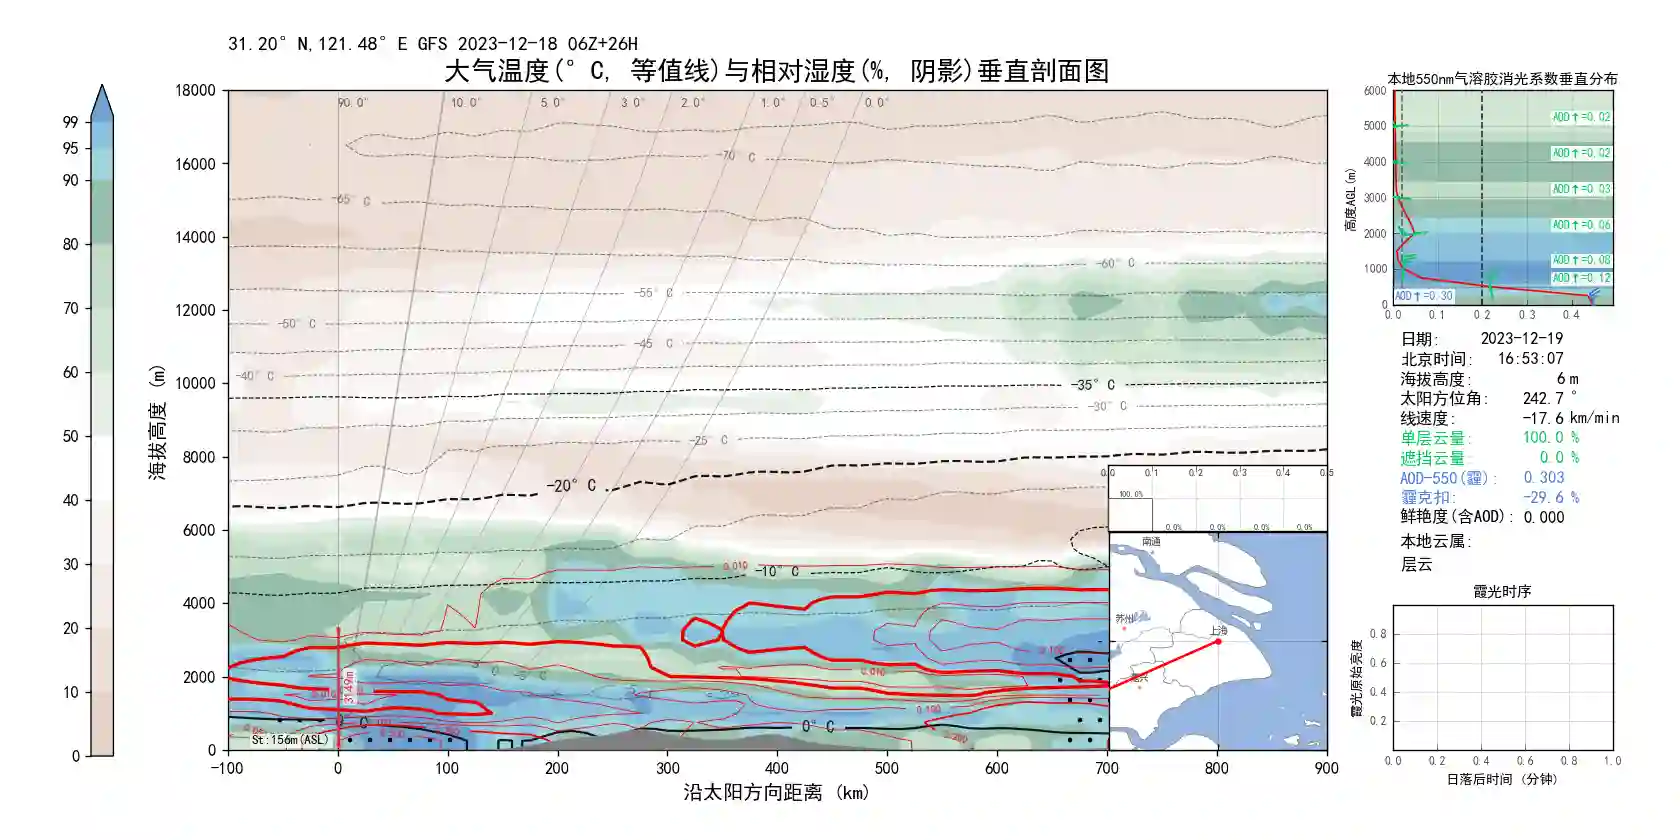 31.20° N,121.48° E GFS 2023-12-18 06Z+26H
大气温度(° C, 等值线)与相对湿度(%, 阴影)垂直剖面图
99
95
90
80
70
60
50
40
30
20
10
0
海拔高度 (m)
18000
16000
14000
12000
10000
8000
6000
4000
2000
0
90.0° 10.0° 5.0° 3.0° 2.0° 1.0° 0.5° 0.0°
-70° C
-65° C
-60° C
-55° C
-50° C
-45° C
-40° C
-35° C
-30° C
-25° C
-20° C
-10° C
-5° C
0° C
0° C
0.010
0.010
0.010
0.100
0.100
0.200
3149m
St:156m(ASL)
-100 0 100 200 300 400 500 600 700 800 900
沿太阳方向距离 (km)
0.0 0.1 0.2 0.3 0.4 0.5
100.0%
0.0% 0.0% 0.0% 0.0%
南通
苏州
上海
本地550nm气溶胶消光系数垂直分布
高度AGL(m)
6000
5000
4000
3000
2000
1000
0
AOD↑=0.02
AOD↑=0.02
AOD↑=0.03
AOD↑=0.06
AOD↑=0.08
AOD↑=0.12
AOD↑=0.30
0.0 0.1 0.2 0.3 0.4
日期: 2023-12-19
北京时间: 16:53:07
海拔高度: 6 m
太阳方位角: 242.7 °
线速度: -17.6 km/min
单层云量: 100.0 %
遮挡云量 0.0 %
AOD-550(霾): 0.303
霾克扣: -29.6 %
鲜艳度(含AOD): 0.000
本地云属:
层云
霞光时序
霞光原始亮度
0.8
0.6
0.4
0.2
0.0 0.2 0.4 0.6 0.8 1.0
日落后时间 (分钟)